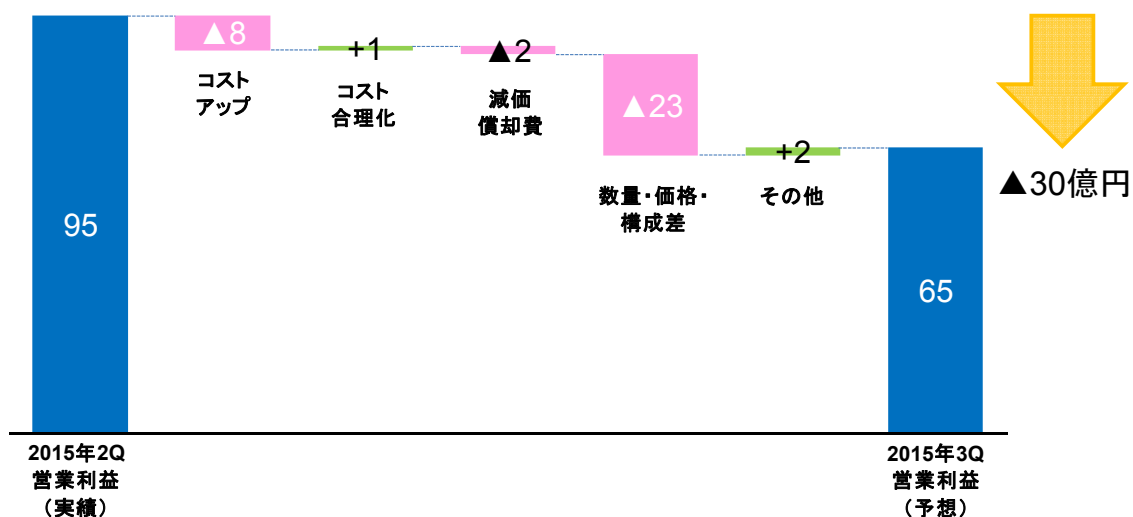 ▲8
コスト
アップ
+1
コスト
合理化
▲2
減価
償却費
▲23
数量・価格・
構成差
+2
その他
▲30億円
95
65
2015年2Q
営業利益
（実績）
2015年3Q
営業利益
（予想）